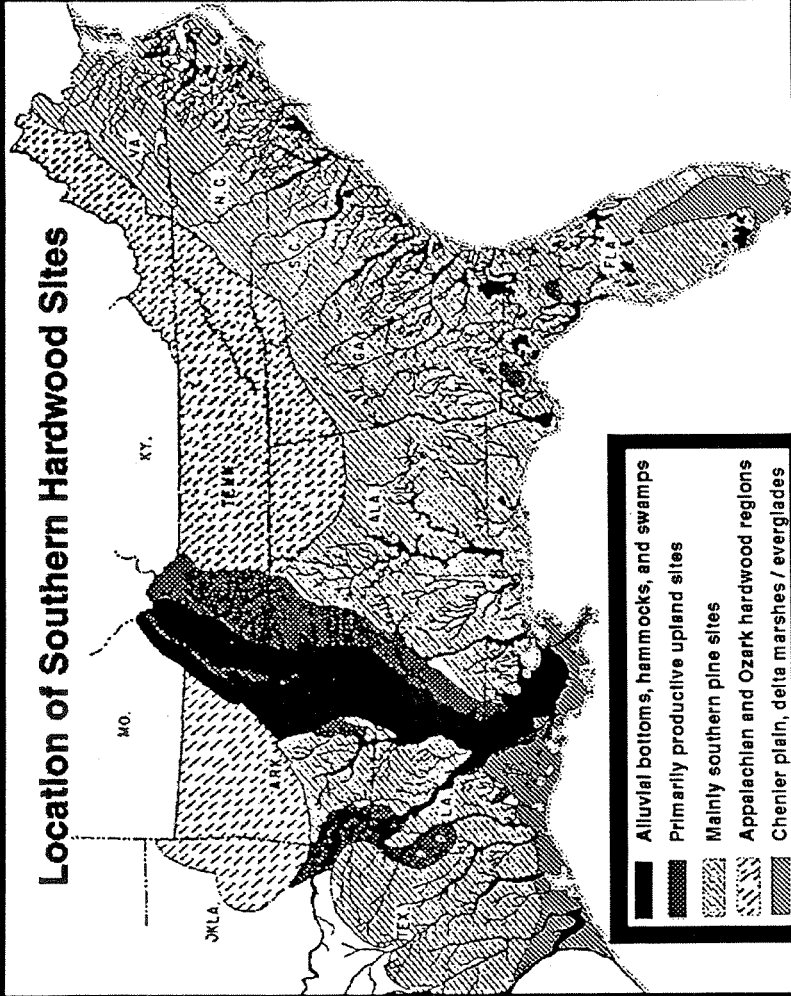 Location of Southern Hardwood Sites
MO.
KY.
VA.
OKLA.
ARK.
TENN.
N.C.
S.C.
TEX.
LA.
ALA.
GA.
FLA.
Alluvial bottoms, hammocks, and swamps
Primarily productive upland sites
Mainly southern pine sites
Appalachian and Ozark hardwood regions
Chenier plain, delta marshes / everglades